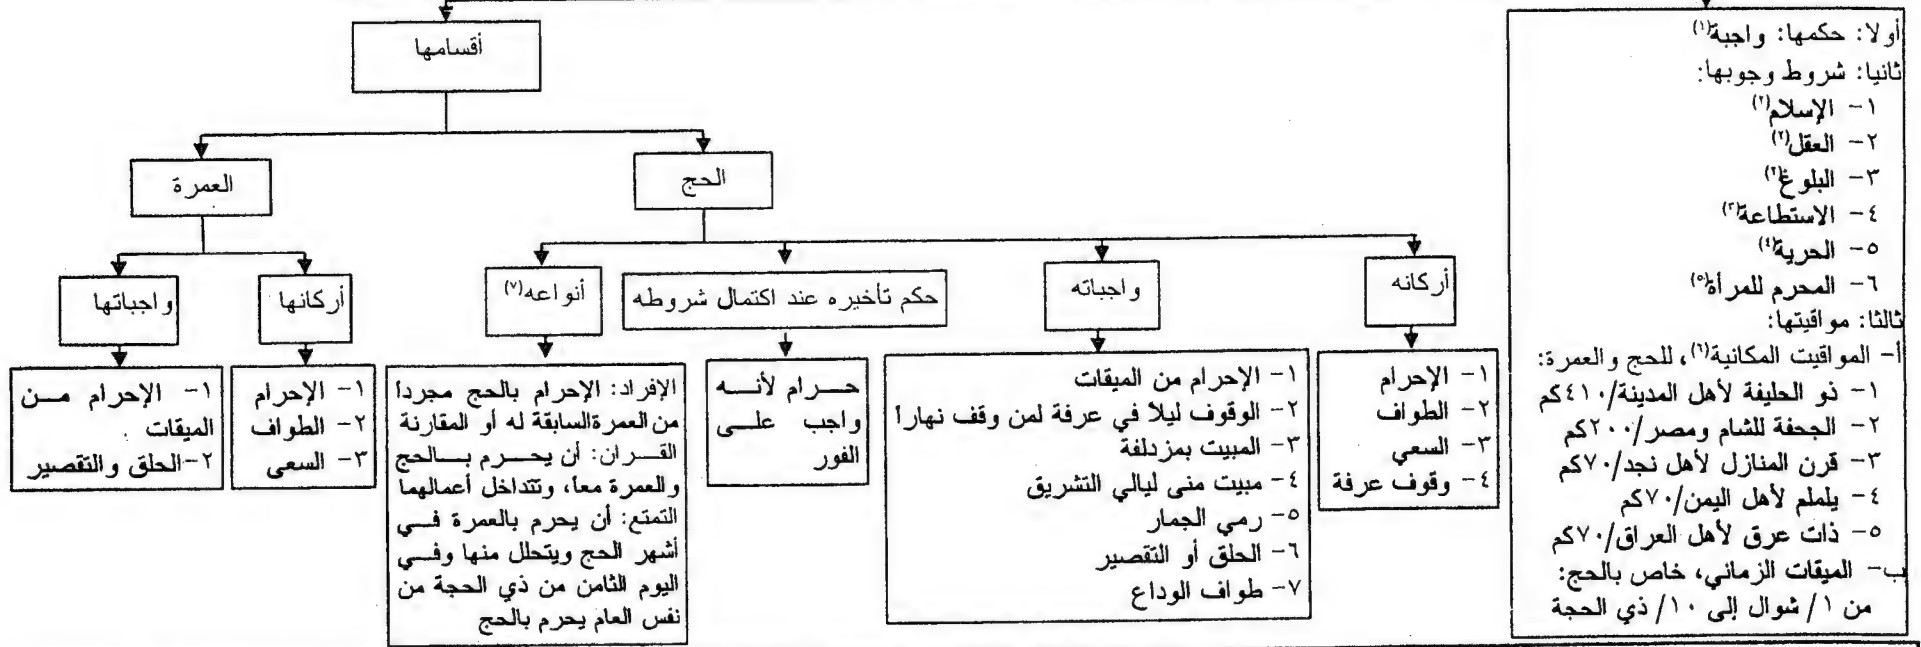 أولا: حكمها: واجبة(١)
ثانيا: شروط وجوبها:
١- الإسلام(٢)
٢- العقل(٢)
٣- البلوغ(٢)
٤- الاستطاعة(٣)
٥- الحرية(٤)
٦- المحرم للمرأة(٥)
ثالثا: مواقيتها:
أ- المواقيت المكانية(٦)، للحج والعمرة:
١- ذو الحليفة لأهل المدينة/٤١٠كم
٢- الجحفة للشام ومصر/٢٠٠كم
٣- قرن المنازل لأهل نجد/٧٠كم
٤- يلملم لأهل اليمن/٧٠كم
٥- ذات عرق لأهل العراق/٧٠كم
ب- الميقات الزماني، خاص بالحج:
من ١/ شوال إلى ١٠/ ذي الحجة
أقسامها
الحج
العمرة
أركانه
١- الإحرام
٢- الطواف
٣- السعي
٤- وقوف عرفة
واجباته
١- الإحرام من الميقات
٢- الوقوف ليلا في عرفة لمن وقف نهارا
٣- المبيت بمزدلفة
٤- مبيت منى ليالي التشريق
٥- رمي الجمار
٦- الحلق أو التقصير
٧- طواف الوداع
حكم تأخيره عند اكتمال شروطه
حرام لأنه
واجب على
الفور
أنواعه(٧)
الإفراد: الإحرام بالحج مجردا
من العمرة السابقة له أو المقارنة
القران: أن يحرم بالحج
والعمرة معا، وتتداخل أعمالهما
التمتع: أن يحرم بالعمرة في
أشهر الحج ويتحلل منها وفي
اليوم الثامن من ذي الحجة من
نفس العام يحرم بالحج
أركانها
١- الإحرام
٢- الطواف
٣- السعى
واجباتها
١- الإحرام من
الميقات .
٢-الحلق والتقصير